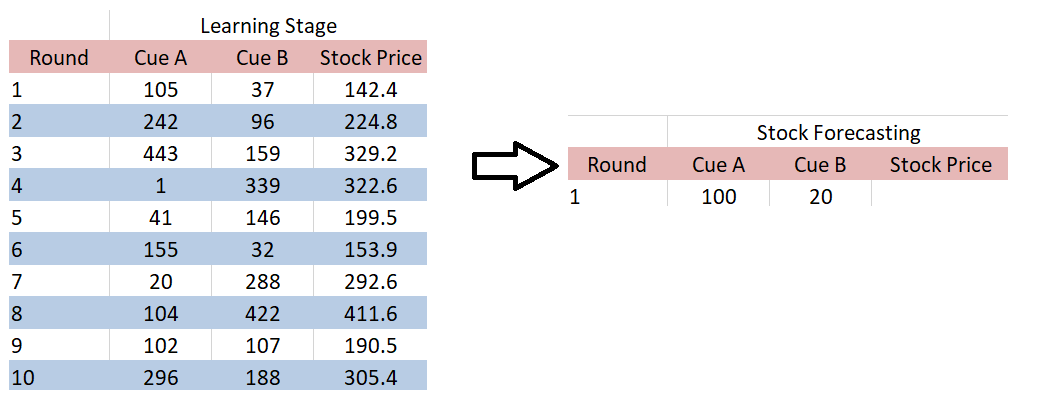 Learning Stage
Round Cue A Cue B Stock Price
1 105 37 142.4
2 242 96 224.8
3 443 159 329.2
4 1 339 322.6
5 41 146 199.5
6 155 32 153.9
7 20 288 292.6
8 104 422 411.6
9 102 107 190.5
10 296 188 305.4
Stock Forecasting
Round Cue A Cue B Stock Price
1 100 20